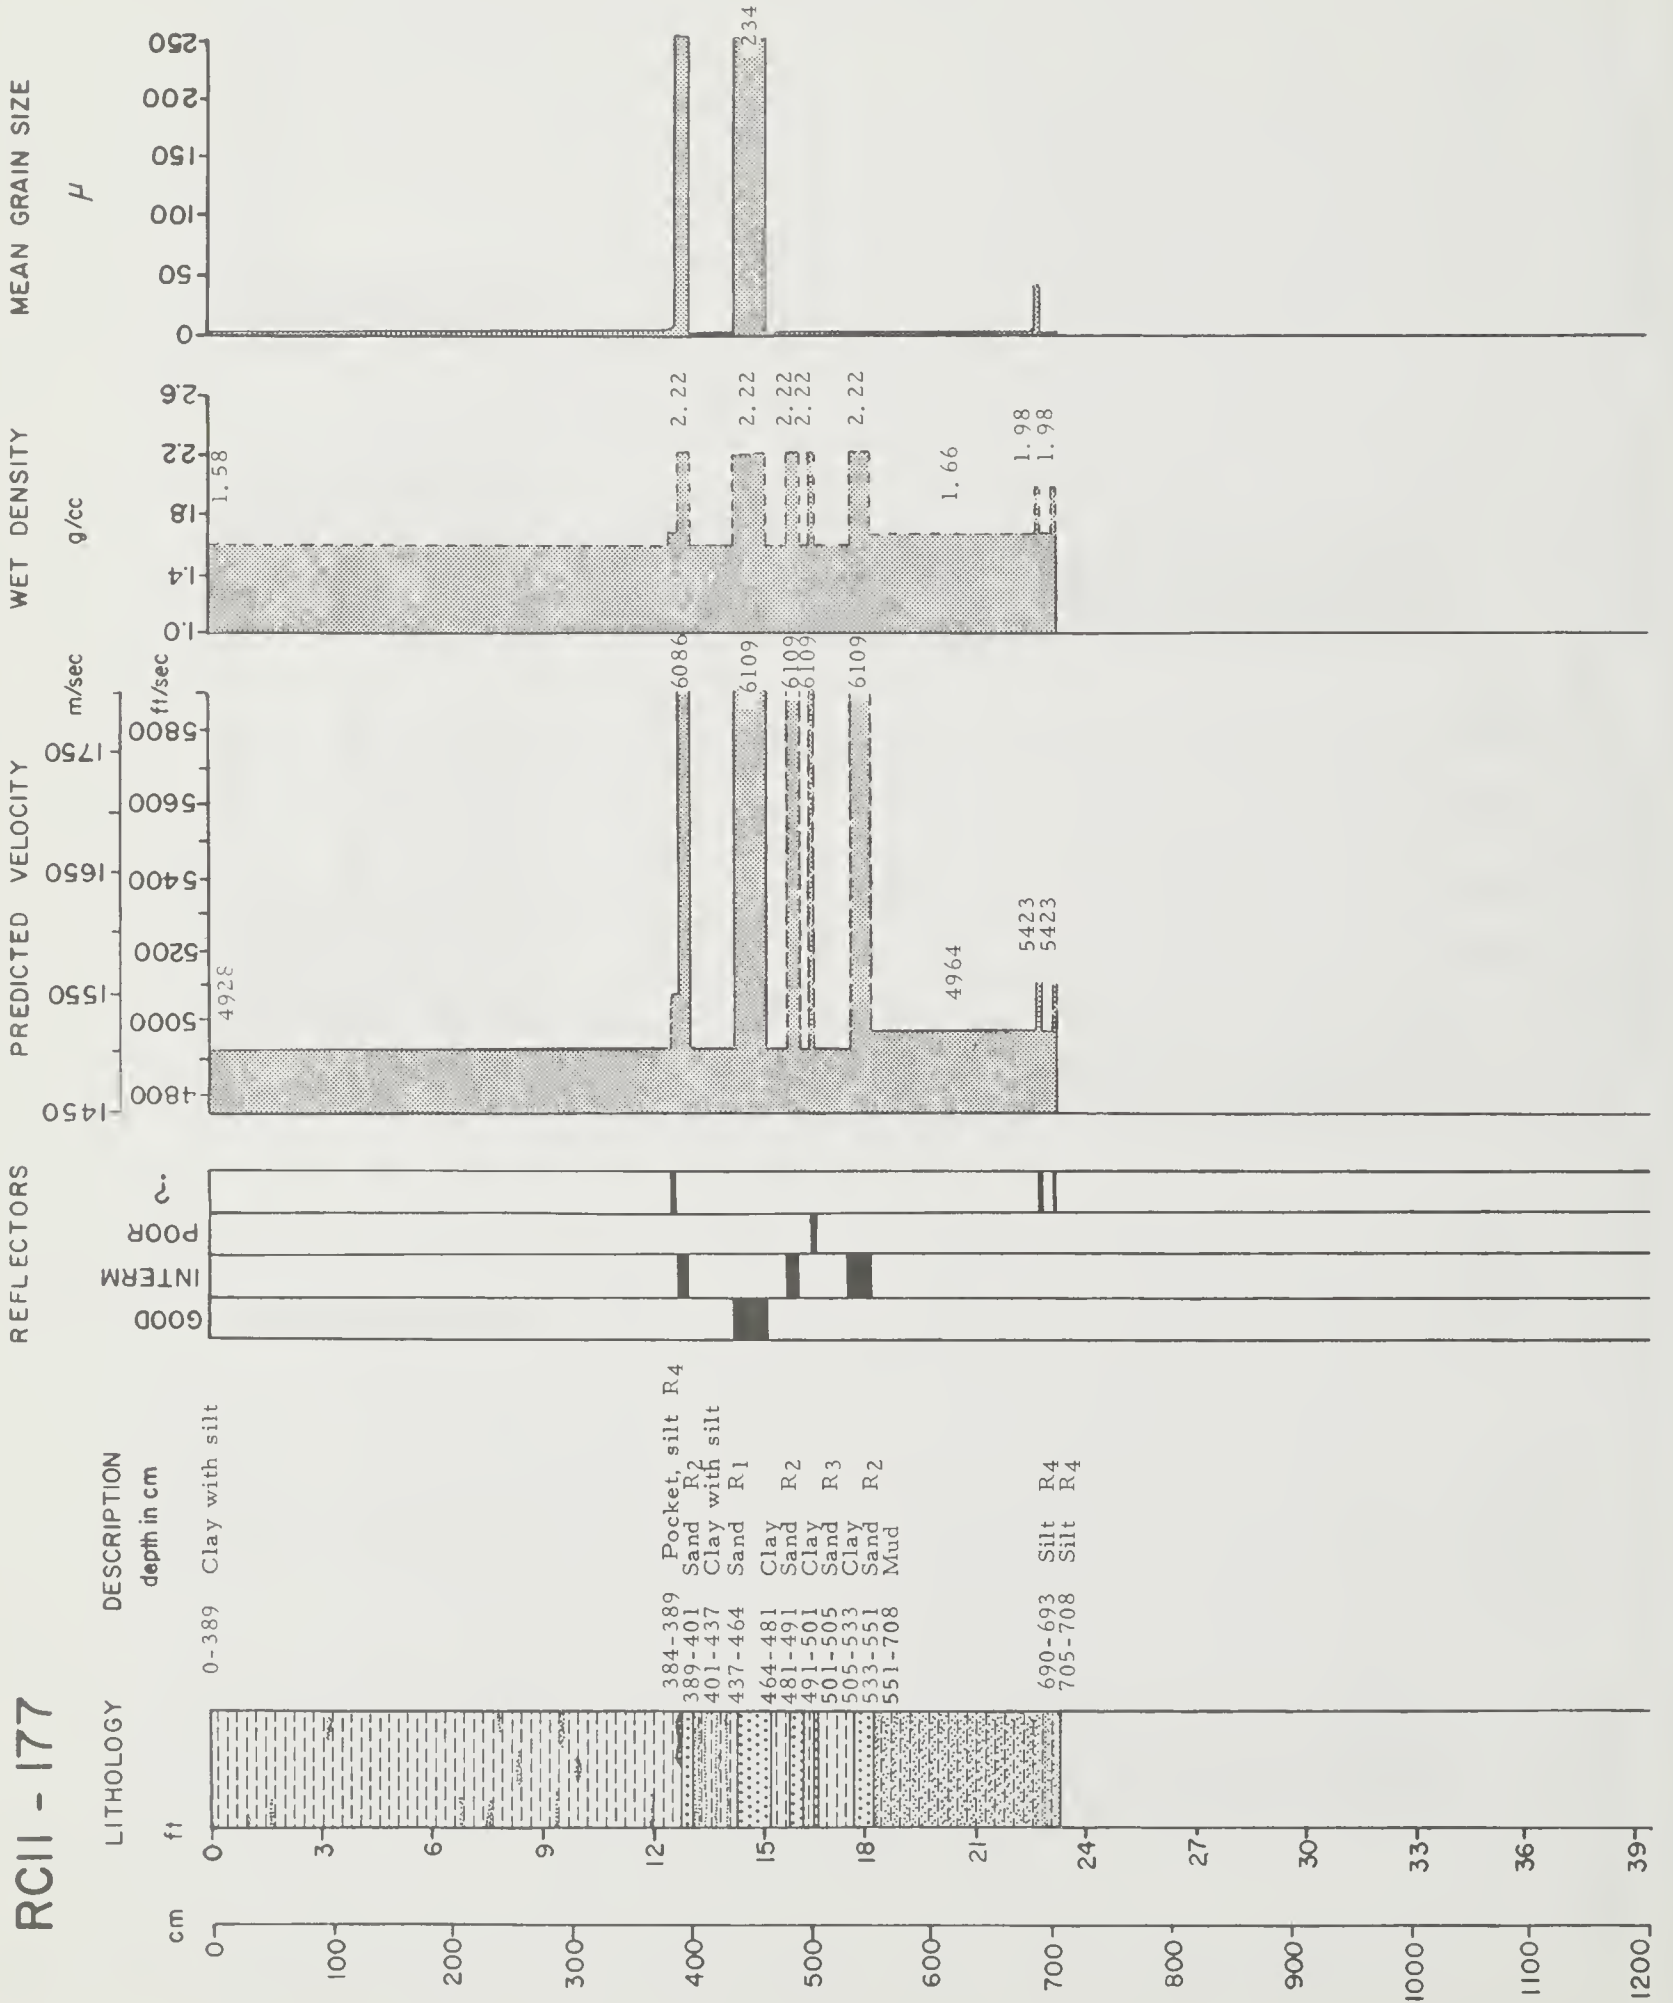 RC11 - 177
cm
0
100
200
300
400
500
600
700
800
900
1000
1100
1200
LITHOLOGY
ft
0
3
6
9
12
15
18
21
24
27
30
33
36
39
DESCRIPTION
depth in cm
0-389 Clay with silt
384-389 Pocket, silt R4
389-401 Sand R2
401-437 Clay with silt
437-464 Sand R1
464-481 Clay
481-491 Sand R2
491-501 Clay
501-505 Sand R3
505-533 Clay
533-551 Sand R2
551-708 Mud
690-693 Silt R4
705-708 Silt R4
REFLECTORS
GOOD
INTERM
POOR
?
PREDICTED VELOCITY
m/sec
1450
1550
1650
1750
ft/sec
4800
5000
5200
5400
5600
5800
4928
6086
6109
6109
6109
6109
4964
5423
5423
WET DENSITY
g/cc
1.0
1.4
1.8
2.2
2.6
1.58
2.22
2.22
2.22
2.22
2.22
1.66
1.98
1.98
MEAN GRAIN SIZE
μ
0
50
100
150
200
250
234